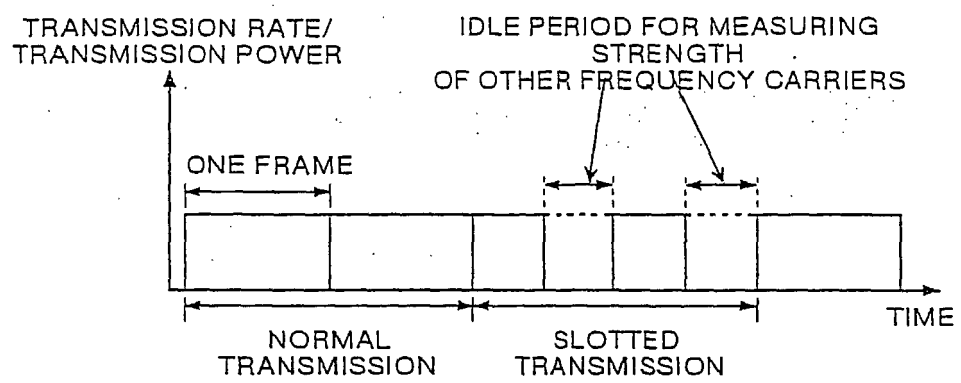 TRANSMISSION RATE/
TRANSMISSION POWER
IDLE PERIOD FOR MEASURING
STRENGTH
OF OTHER FREQUENCY CARRIERS
ONE FRAME
TIME
NORMAL
TRANSMISSION
SLOTTED
TRANSMISSION